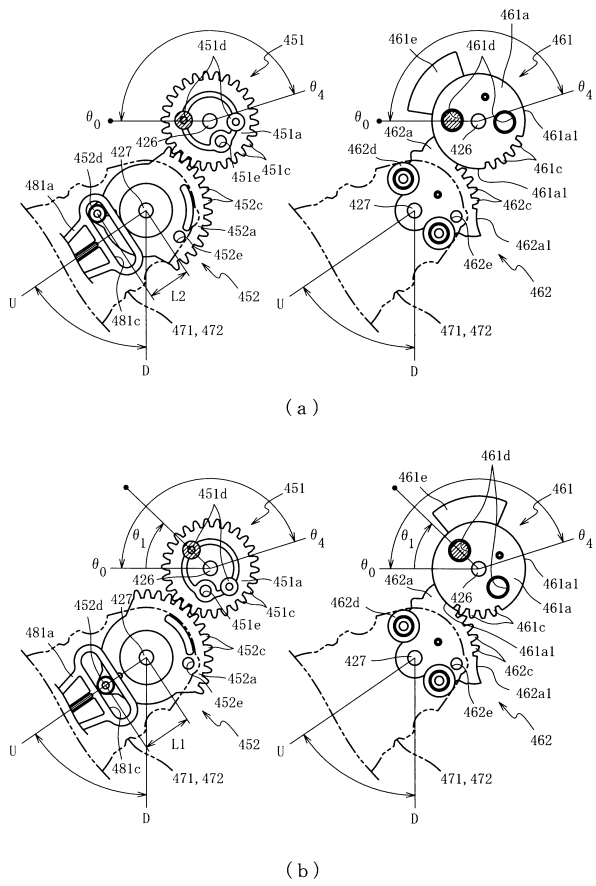 451d
451
θ4
θ0
426
451a
451c
451e
427
452d
481a
452c
452a
452e
L2
452
U
481c
471, 472
D
461a
461e
461d
461
θ4
θ0
462a
426
461a1
461c
461a1
462d
462c
427
462a1
462e
462
U
471, 472
D
(a)
451d
451
θ1
θ4
θ0
426
451a
427
451c
452d
451e
481a
452c
452a
452e
L1
452
U
481c
471, 472
D
461d
461e
461
θ1
θ4
θ0
462a
426
461a1
461a
462d
461c
461a1
427
462c
462a1
462e
462
U
471, 472
D
(b)